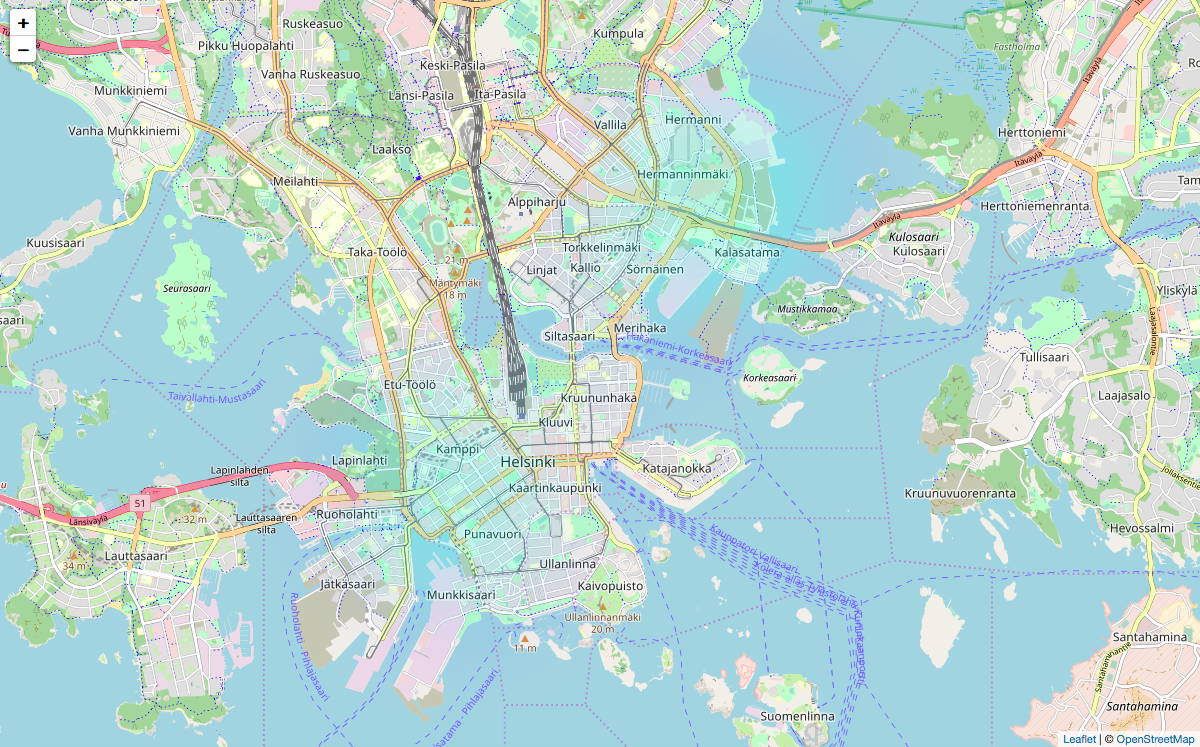 +
−
Ruskeasuo
Kumpula
Pikku Huopalahti
Fastholma
Keski-Pasila
Vanha Ruskeasuo
Itäväylä
Munkkiniemi
Länsi-Pasila
Itä-Pasila
Hermanni
Vallila
Vanha Munkkiniemi
Herttoniemi
Laakso
Itäväylä
Hermanninmäki
Meilahti
Alppiharju
Herttoniemenranta
Itäväylä
Kuusisaari
Kulosaari
Torkkelinmäki
Taka-Töölö
Kulosaari
Kalasatama
21 m
Linjat
Kallio
Sörnäinen
Mäntymäki
18 m
Seurasaari
Yliskylä
Mustikkamaa
saari
Siltasaari
Merihaka
Hakaniemi-Korkeasaari
Laajasalontie
Tullisaari
Korkeasaari
Etu-Töölö
Taivallahti-Mustasaari
Kruununhaka
Laajasalo
Kluuvi
Kamppi
Lapinlahti
Helsinki
Lapinlahden
silta
Katajanokka
Kaartinkaupunki
Kruunuvuorenranta
51
32 m
Länsiväylä
Ruoholahti
Lauttasaaren
silta
Hevossalmi
Punavuori
Kauppatori-Vallisaari
Lauttasaari
34 m
Ullanlinna
Jätkäsaari
Kaivopuisto
Munkkisaari
Ullanlinnanmäki
20 m
Ruoholahti - Pihlajasaari
Santahamina
11 m
Santahaminantie
Santahamina
Suomenlinna
Leaflet | © OpenStreetMap